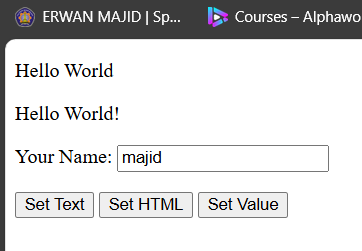 ERWAN MAJID | Sp... Courses – Alphawo
Hello World
Hello World!
Your Name: majid
Set Text Set HTML Set Value